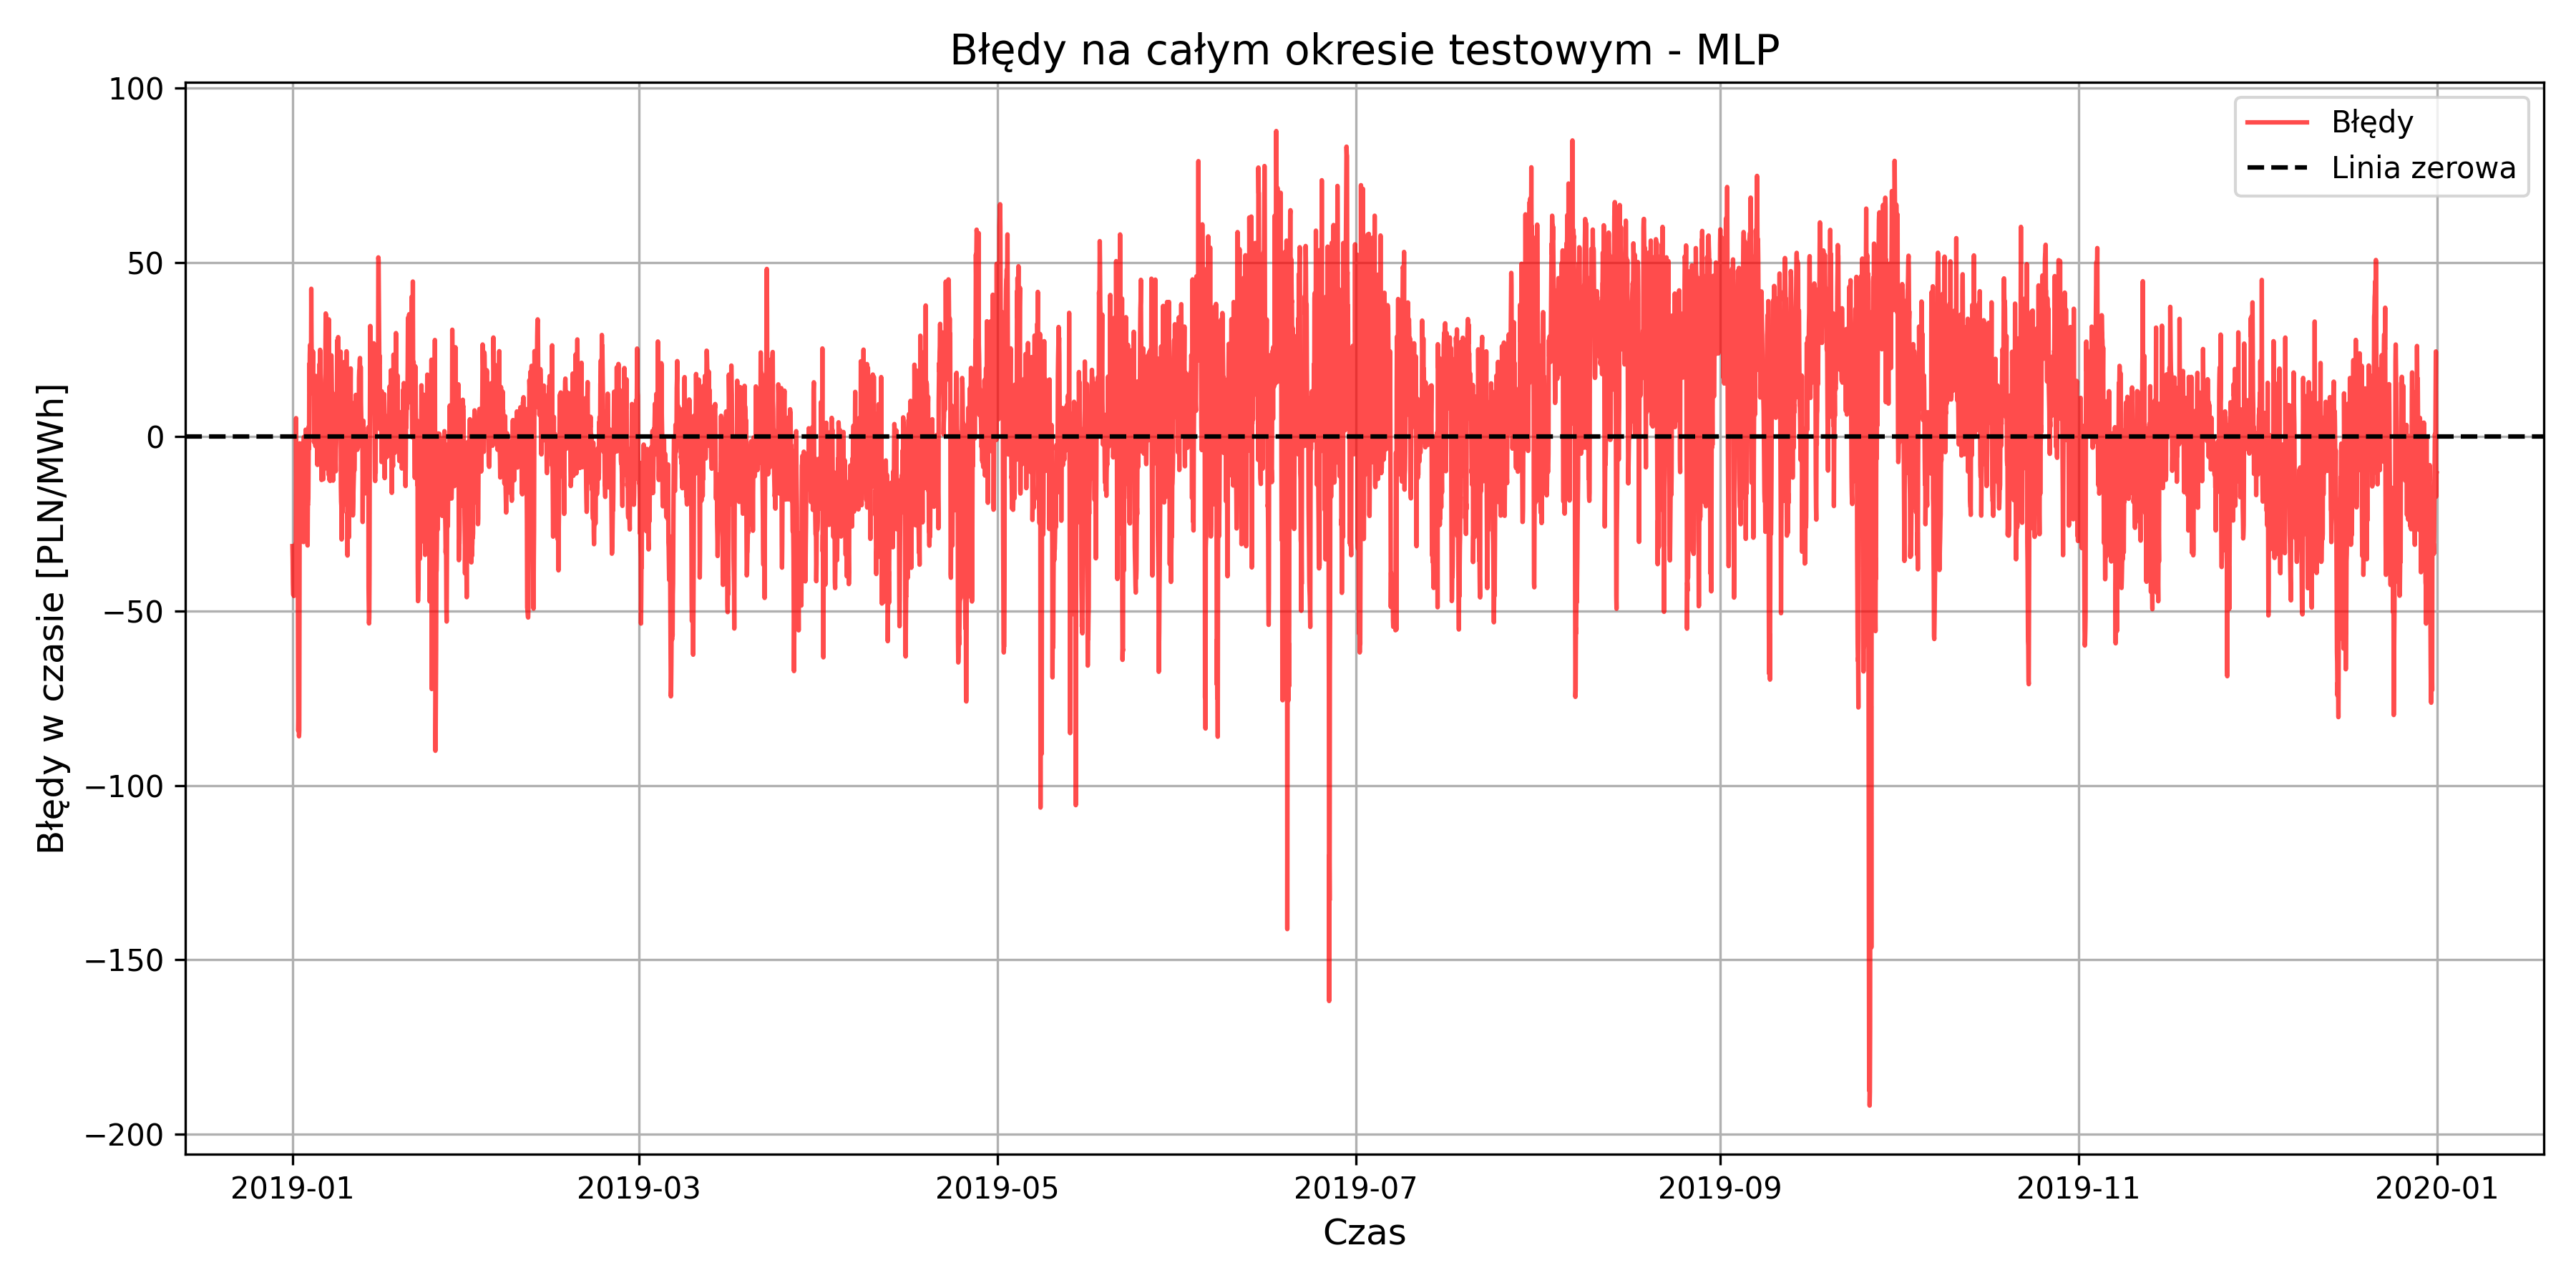 Błędy na całym okresie testowym - MLP
Błędy w czasie [PLN/MWh]
100
50
0
−50
−100
−150
−200
Błędy
Linia zerowa
2019-01
2019-03
2019-05
2019-07
2019-09
2019-11
2020-01
Czas